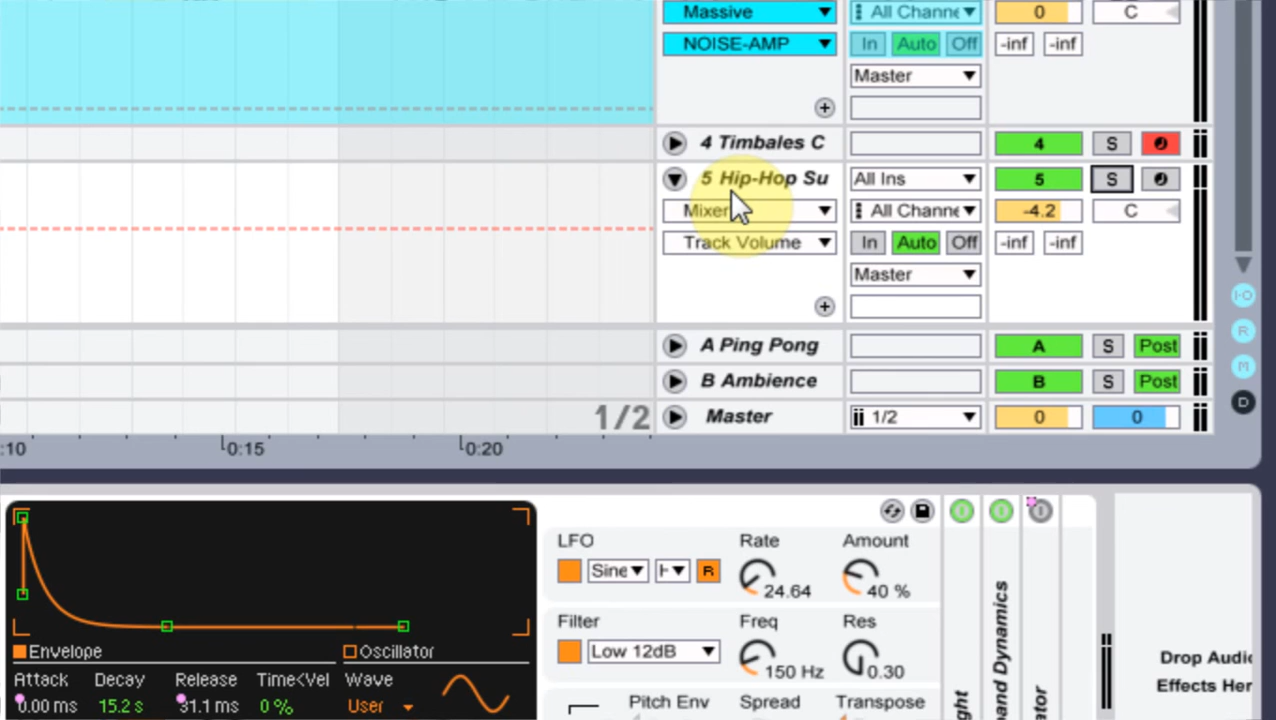 Massive All Channe 0 C
NOISE-AMP In Auto Off -inf -inf
Master
4 Timbales C 4 S
5 Hip-Hop Su All Ins 5 S
Mixer All Channe -4.2 C
Track Volume In Auto Off -inf -inf
Master
A Ping Pong A S Post
B Ambience B S Post
1/2 Master 1/2 0 0
:10 0:15 0:20
I·O
R
M
D
LFO Rate Amount
Sine H R 24.64 40 %
Filter Freq Res
Low 12dB 150 Hz 0.30
Envelope Oscillator
Attack Decay Release Time<Vel Wave
0.00 ms 15.2 s 31.1 ms 0 % User
Pitch Env Spread Transpose
ght
and Dynamics
ator
Drop Audio
Effects Her